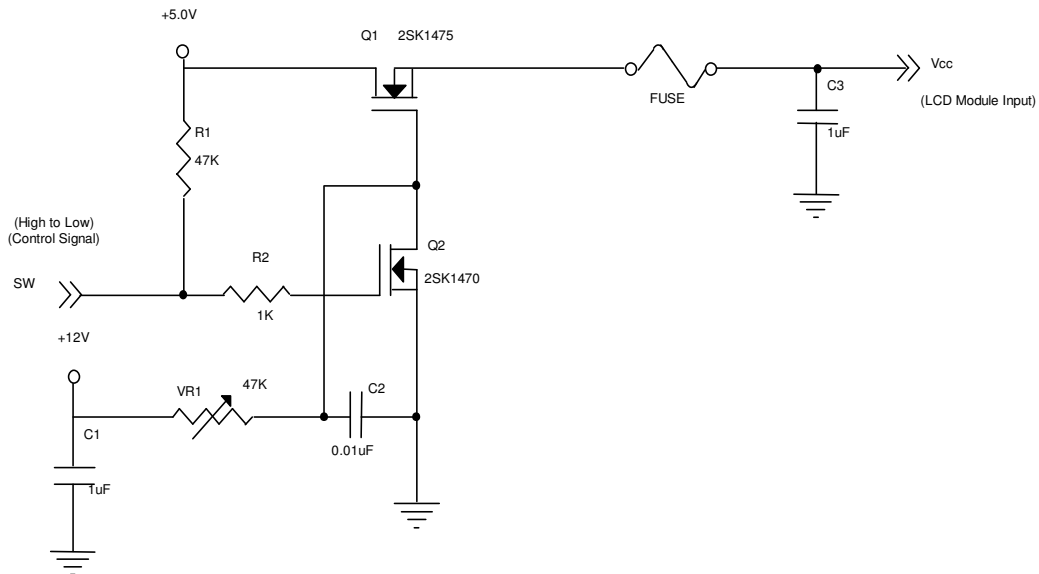 +5.0V
Q1 2SK1475
Vcc
C3
FUSE
(LCD Module Input)
R1
1uF
47K
(High to Low)
(Control Signal)
Q2
R2
2SK1470
SW
1K
+12V
VR1
47K
C2
C1
0.01uF
1uF